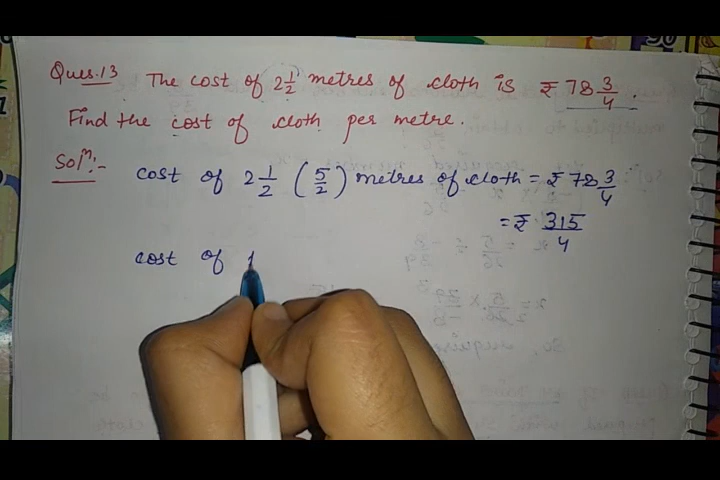 Ques.13 The cost of 2 1/2 metres of cloth is ₹ 78 3/4 .
Find the cost of cloth per metre.
Solⁿ:- cost of 2 1/2 (5/2) metres of cloth = ₹ 78 3/4
= ₹ 315/4
cost of 1